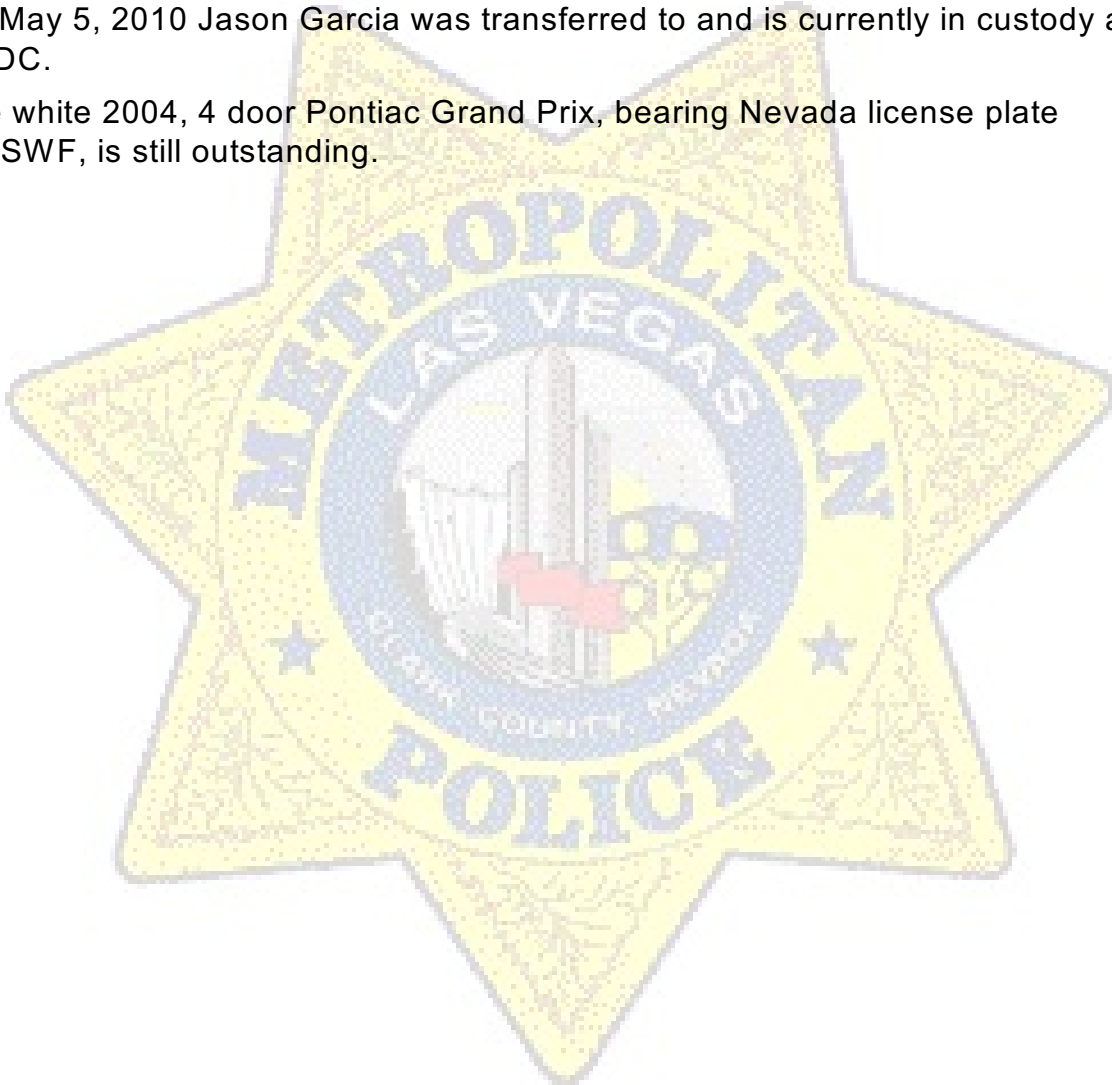 May 5, 2010 Jason Garcia was transferred to and is currently in custody a
DC.
white 2004, 4 door Pontiac Grand Prix, bearing Nevada license plate
SWF, is still outstanding.
METROPOLITAN
LAS VEGAS
CLARK COUNTY, NEVADA
POLICE